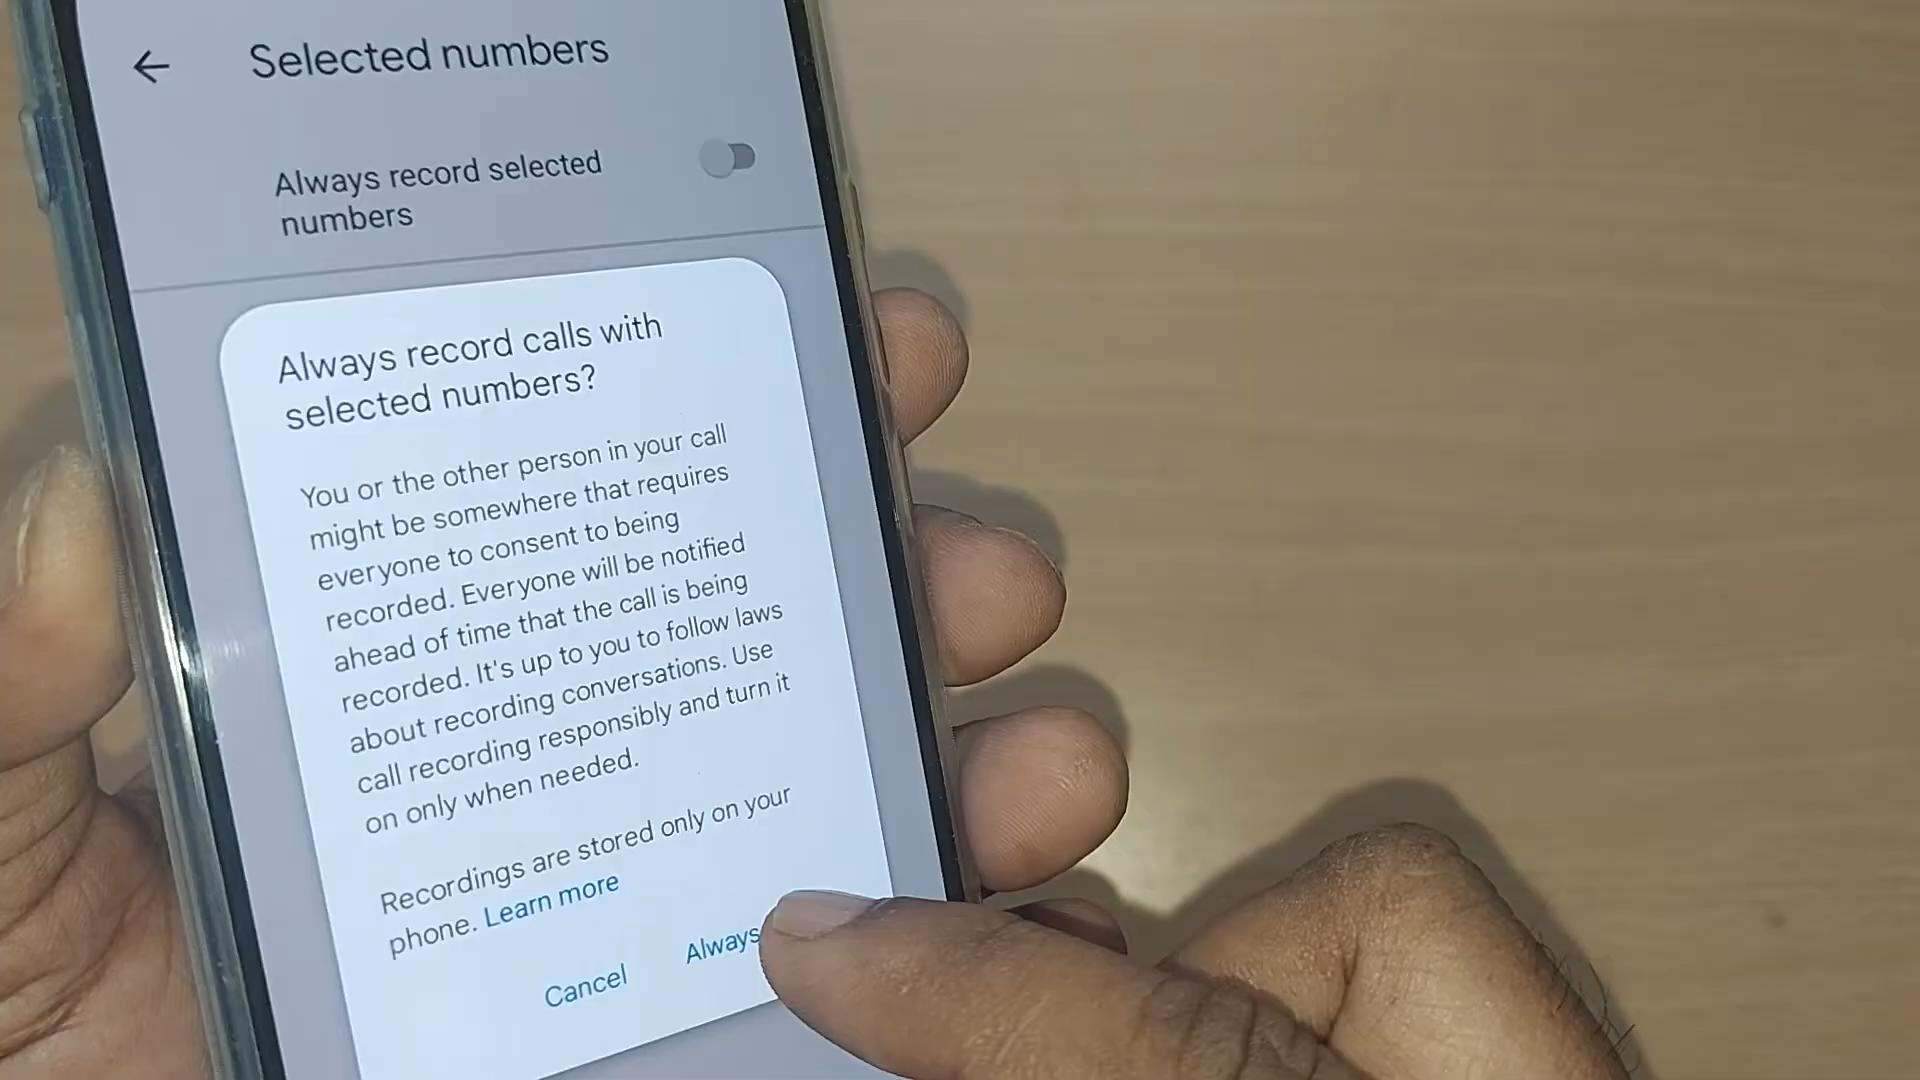 Selected numbers
Always record selected
numbers
Always record calls with
selected numbers?
You or the other person in your call
might be somewhere that requires
everyone to consent to being
recorded. Everyone will be notified
ahead of time that the call is being
recorded. It's up to you to follow laws
about recording conversations. Use
call recording responsibly and turn it
on only when needed.
Recordings are stored only on your
phone. Learn more
Cancel Always